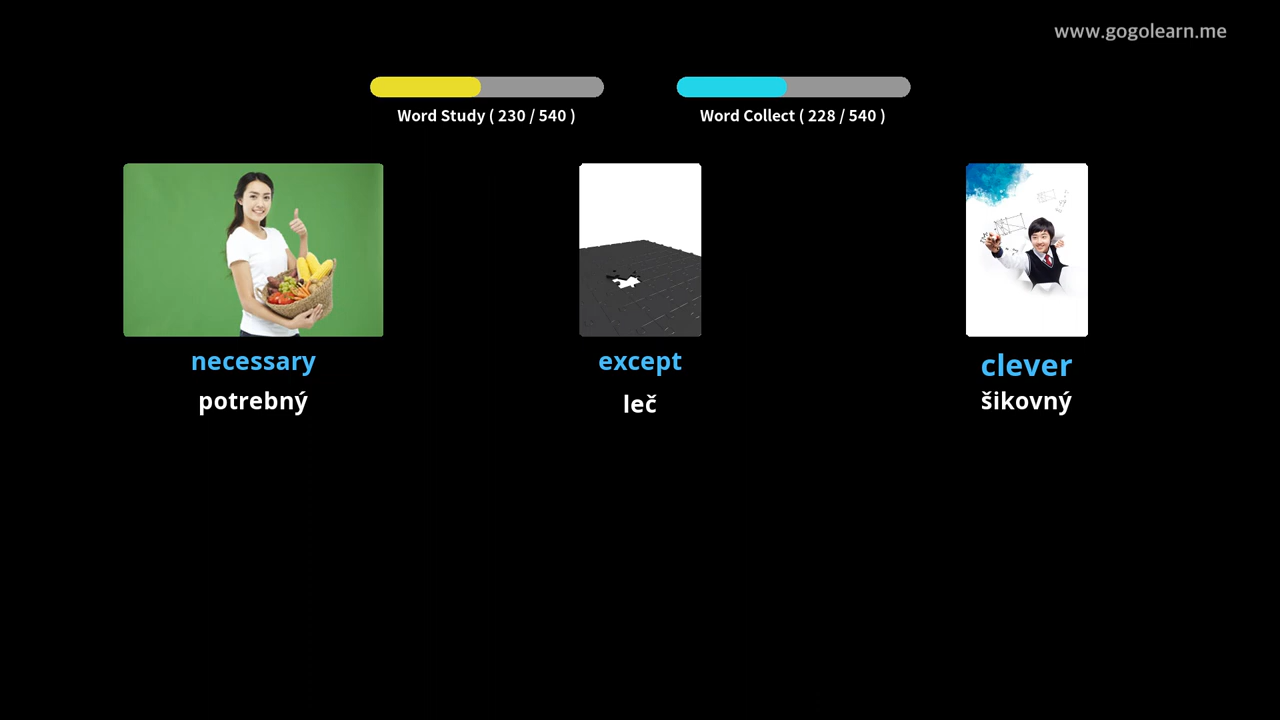 www.gogolearn.me
Word Study ( 230 / 540 )
Word Collect ( 228 / 540 )
necessary
potrebný
except
leč
clever
šikovný